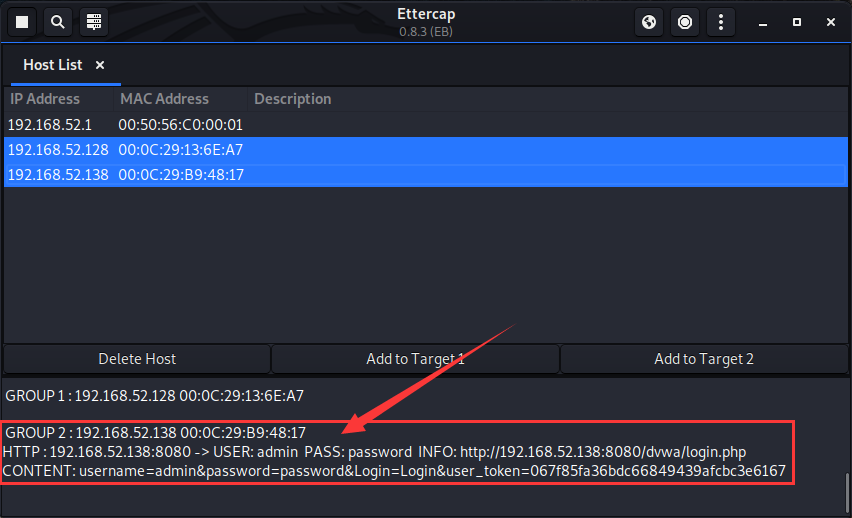 Ettercap
0.8.3 (EB)
Host List ×
IP Address MAC Address Description
192.168.52.1 00:50:56:C0:00:01
192.168.52.128 00:0C:29:13:6E:A7
192.168.52.138 00:0C:29:B9:48:17
Delete Host Add to Target 1 Add to Target 2
GROUP 1 : 192.168.52.128 00:0C:29:13:6E:A7
GROUP 2 : 192.168.52.138 00:0C:29:B9:48:17
HTTP : 192.168.52.138:8080 -> USER: admin PASS: password INFO: http://192.168.52.138:8080/dvwa/login.php
CONTENT: username=admin&password=password&Login=Login&user_token=067f85fa36bdc66849439afcbc3e6167